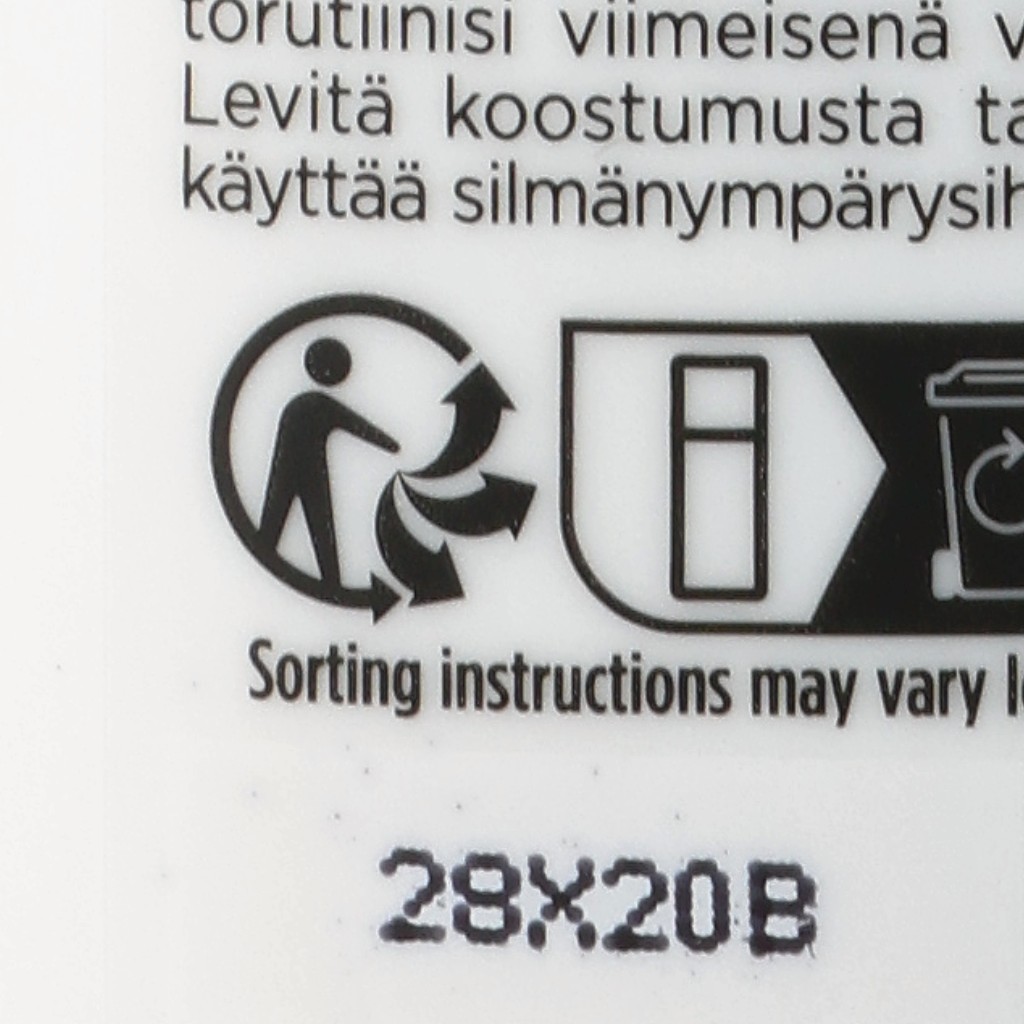 torutiinisi viimeisenä
Levitä koostumusta
käyttää
Sorting instructions may vary
28X20B